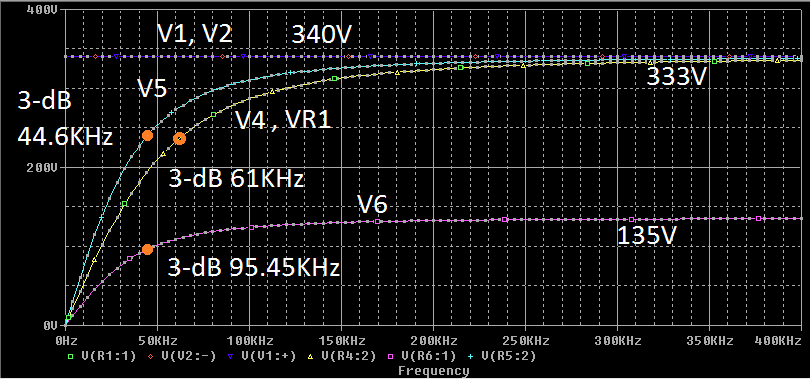 400V
V1, V2
340V
V5
3-dB
44.6KHz
V4 , VR1
333V
200V
3-dB 61KHz
V6
135V
3-dB 95.45KHz
0V
0Hz 50KHz 100KHz 150KHz 200KHz 250KHz 300KHz 350KHz 400KHz
V(R1:1) V(V2:-) V(V1:+) V(R4:2) V(R6:1) V(R5:2)
Frequency